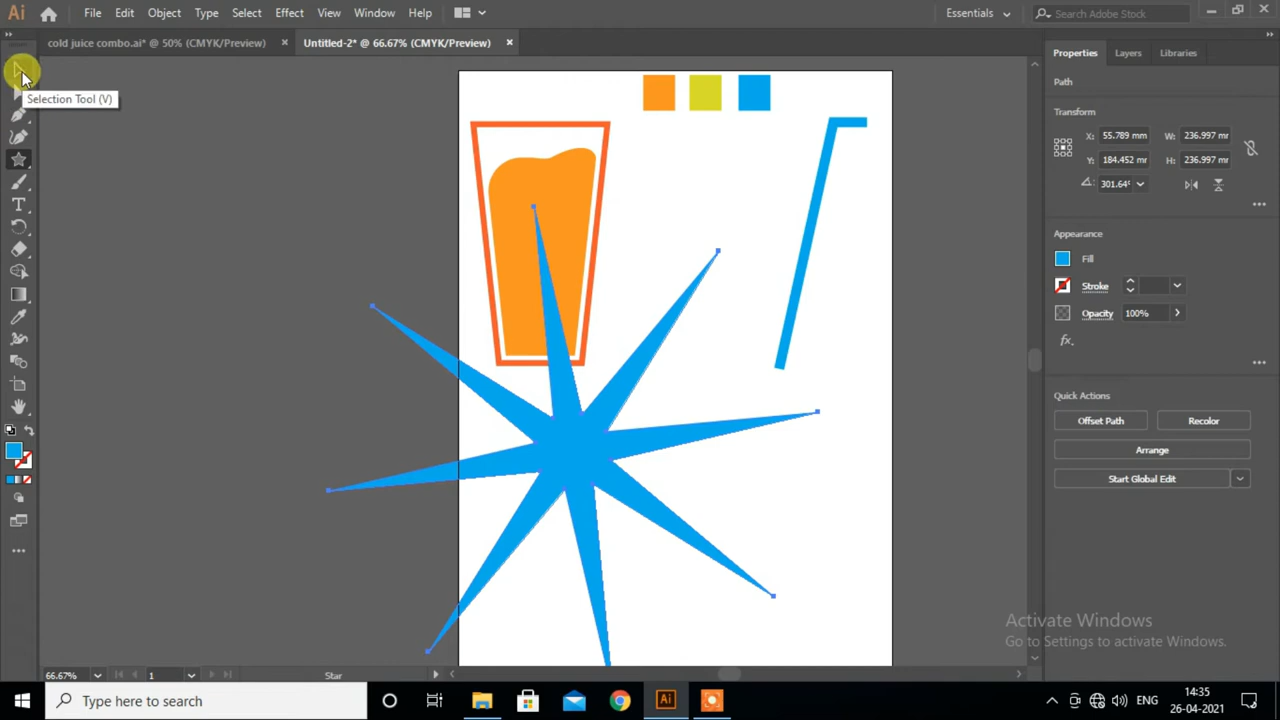 Ai File Edit Object Type Select Effect View Window Help Essentials Search Adobe Stock
cold juice combo.ai* @ 50% (CMYK/Preview) × Untitled-2* @ 66.67% (CMYK/Preview) ×
Properties Layers Libraries
Selection Tool (V)
Path
Transform
X: 55.789 mm W: 236.997 mm
Y: 184.452 mm H: 236.997 mm
301.64°
Appearance
Fill
Stroke
Opacity 100%
fx.
Quick Actions
Offset Path Recolor
Arrange
Start Global Edit
Activate Windows
Go to Settings to activate Windows.
66.67% 1 Star
Type here to search Ai ENG 14:35
26-04-2021